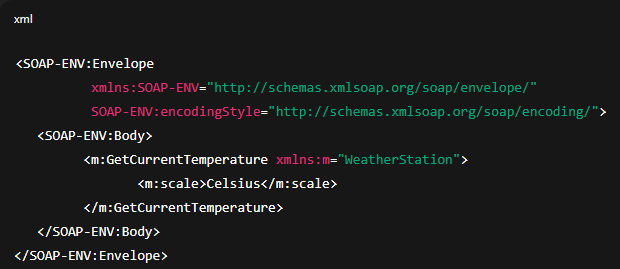 xml
<SOAP-ENV:Envelope
xmlns:SOAP-ENV="http://schemas.xmlsoap.org/soap/envelope/"
SOAP-ENV:encodingStyle="http://schemas.xmlsoap.org/soap/encoding/">
<SOAP-ENV:Body>
<m:GetCurrentTemperature xmlns:m="WeatherStation">
<m:scale>Celsius</m:scale>
</m:GetCurrentTemperature>
</SOAP-ENV:Body>
</SOAP-ENV:Envelope>